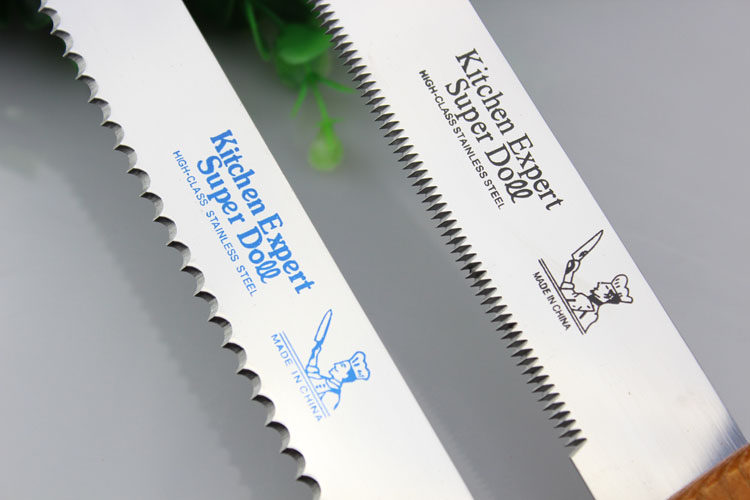 Kitchen Expert
Super Doll
HIGH-CLASS STAINLESS STEEL
MADE IN CHINA
Kitchen Expert
Super Doll
HIGH-CLASS STAINLESS STEEL
MADE IN CHINA